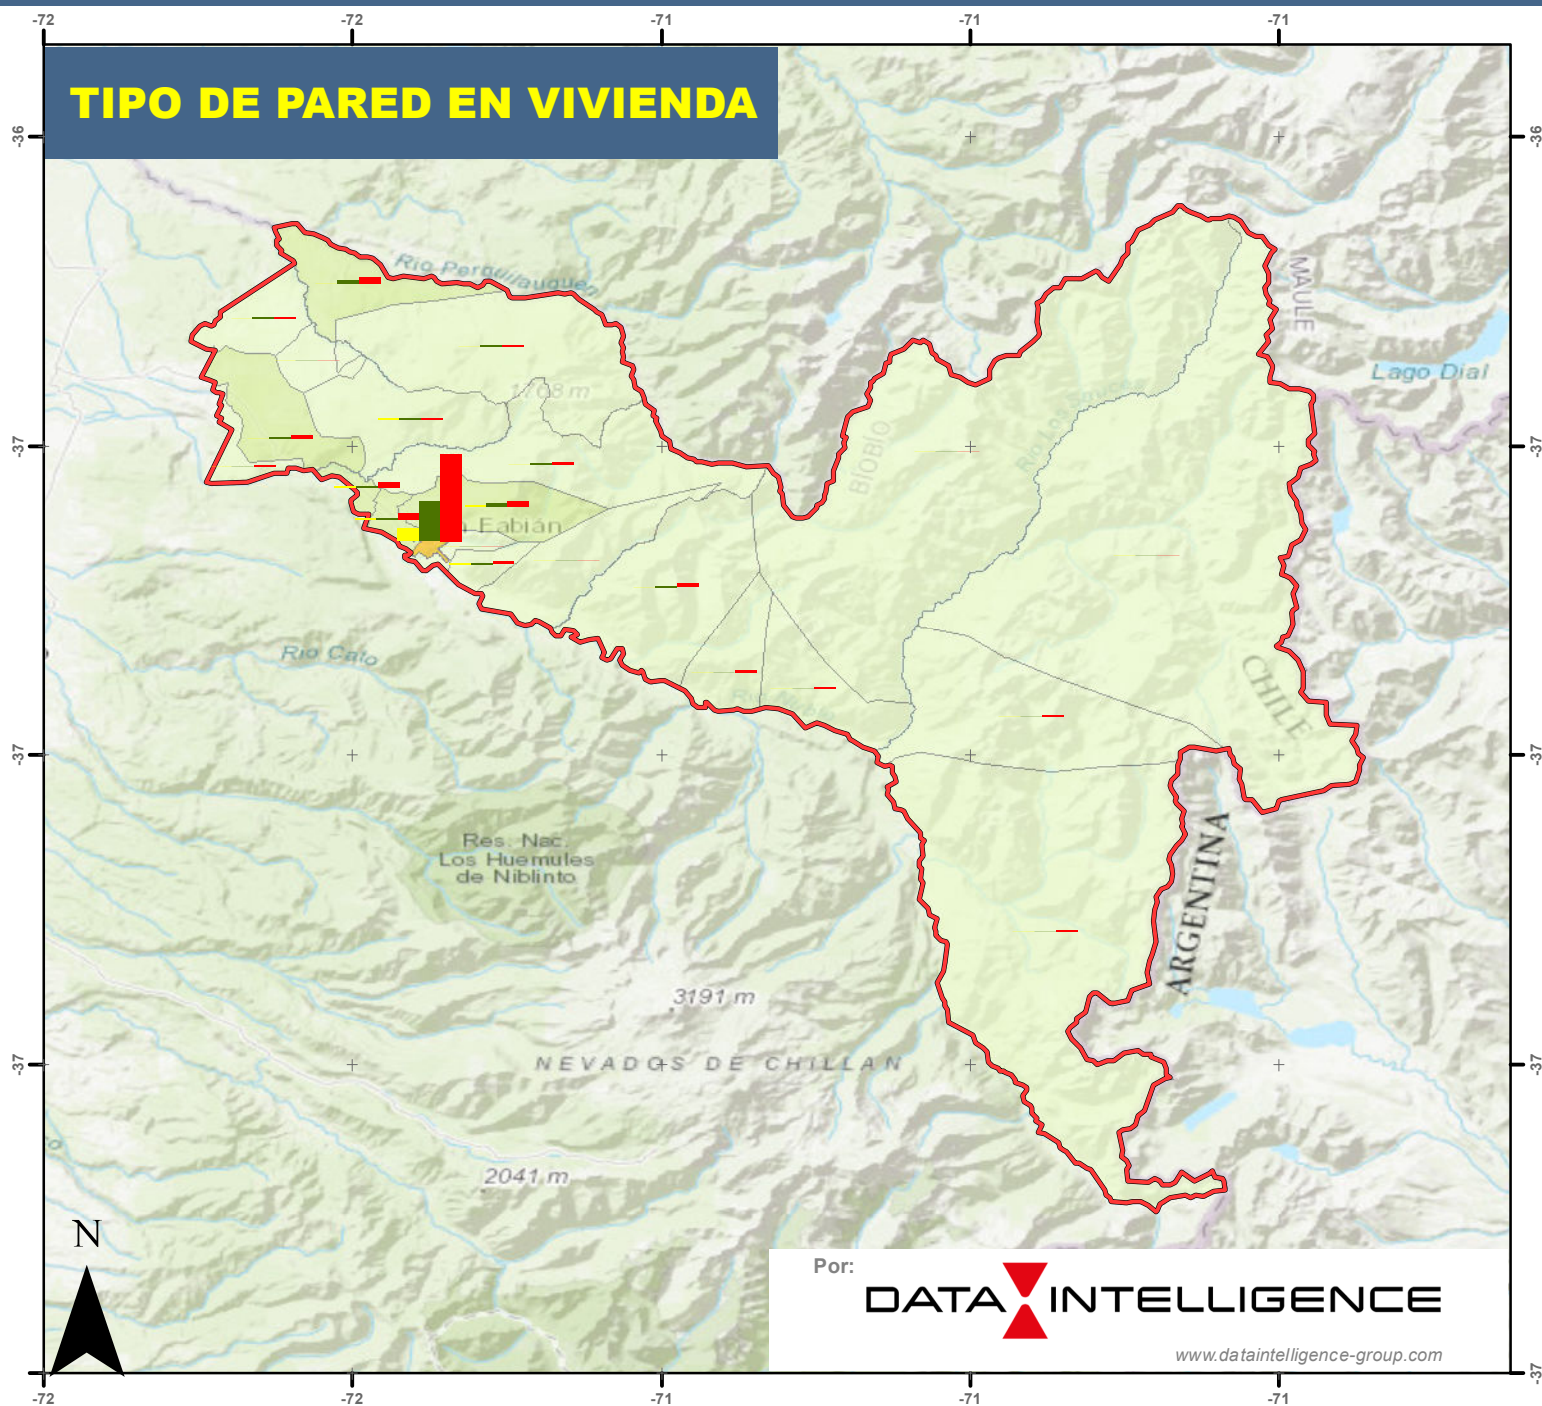 -72 -72 -71 -71 -71
TIPO DE PARED EN VIVIENDA
-36 -36
Rio Perquilauquen
MAULE
1768 m
Lago Dial
-37 -37
BIOBIO
Fabián
Rio Cato
CHILE
-37 -37
Res. Nac.
Los Huemules
de Niblinto
ARGENTINA
3191 m
NEVADOS DE CHILLAN
-37 -37
2041 m
N
Por:
DATA INTELLIGENCE
www.dataintelligence-group.com
-37
-72 -72 -71 -71 -71